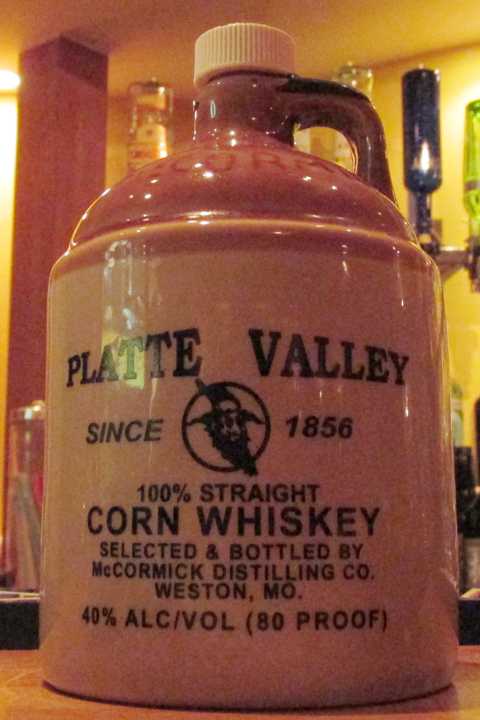 CORN
PLATTE VALLEY
SINCE 1856
100% STRAIGHT
CORN WHISKEY
SELECTED & BOTTLED BY
McCORMICK DISTILLING CO.
WESTON, MO.
40% ALC/VOL (80 PROOF)